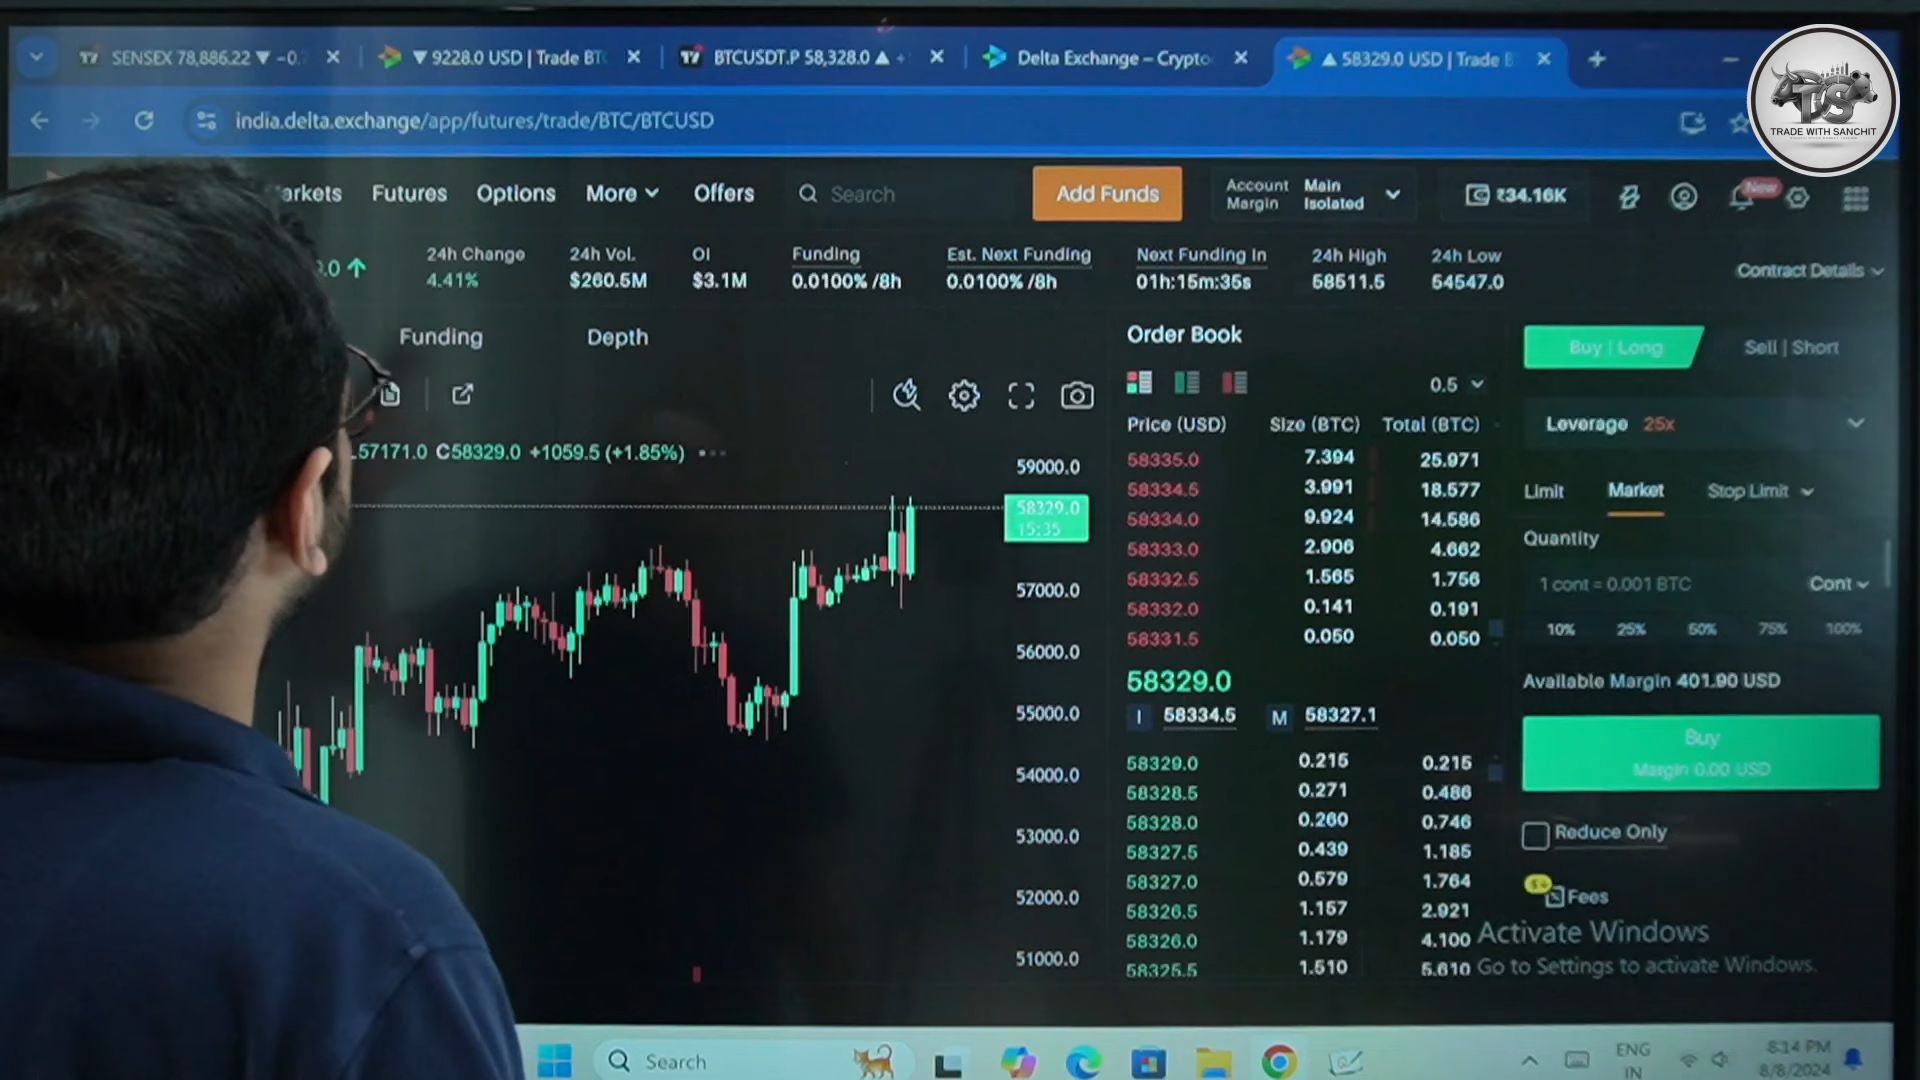 SENSEX 78,886.22 ▼ -0.
▼ 9228.0 USD | Trade BT
BTCUSDT.P 58,328.0 ▲ +
Delta Exchange – Crypto
▲ 58329.0 USD | Trade B
india.delta.exchange/app/futures/trade/BTC/BTCUSD
TRADE WITH SANCHIT
arkets Futures Options More Offers Search
Add Funds
Account Margin
Main Isolated
₹34.16K
New
.0 ↑
24h Change
4.41%
24h Vol.
$260.5M
OI
$3.1M
Funding
0.0100% /8h
Est. Next Funding
0.0100% /8h
Next Funding In
01h:15m:35s
24h High
58511.5
24h Low
54547.0
Contract Details
Funding Depth
57171.0 C58329.0 +1059.5 (+1.85%)
59000.0
58329.0
15:35
57000.0
56000.0
55000.0
54000.0
53000.0
52000.0
51000.0
Order Book
0.5
Price (USD) Size (BTC) Total (BTC)
58335.0 7.394 25.971
58334.5 3.991 18.577
58334.0 9.924 14.586
58333.0 2.906 4.662
58332.5 1.565 1.756
58332.0 0.141 0.191
58331.5 0.050 0.050
58329.0
I 58334.5 M 58327.1
58329.0 0.215 0.215
58328.5 0.271 0.486
58328.0 0.260 0.746
58327.5 0.439 1.185
58327.0 0.579 1.764
58326.5 1.157 2.921
58326.0 1.179 4.100
58325.5 1.510 5.610
Buy | Long Sell | Short
Leverage 25x
Limit Market Stop Limit
Quantity
1 cont = 0.001 BTC Cont
10% 25% 50% 75% 100%
Available Margin 401.90 USD
Buy
Margin 0.00 USD
Reduce Only
Fees
Activate Windows
Go to Settings to activate Windows.
Search
ENG
IN
8:14 PM
8/8/2024